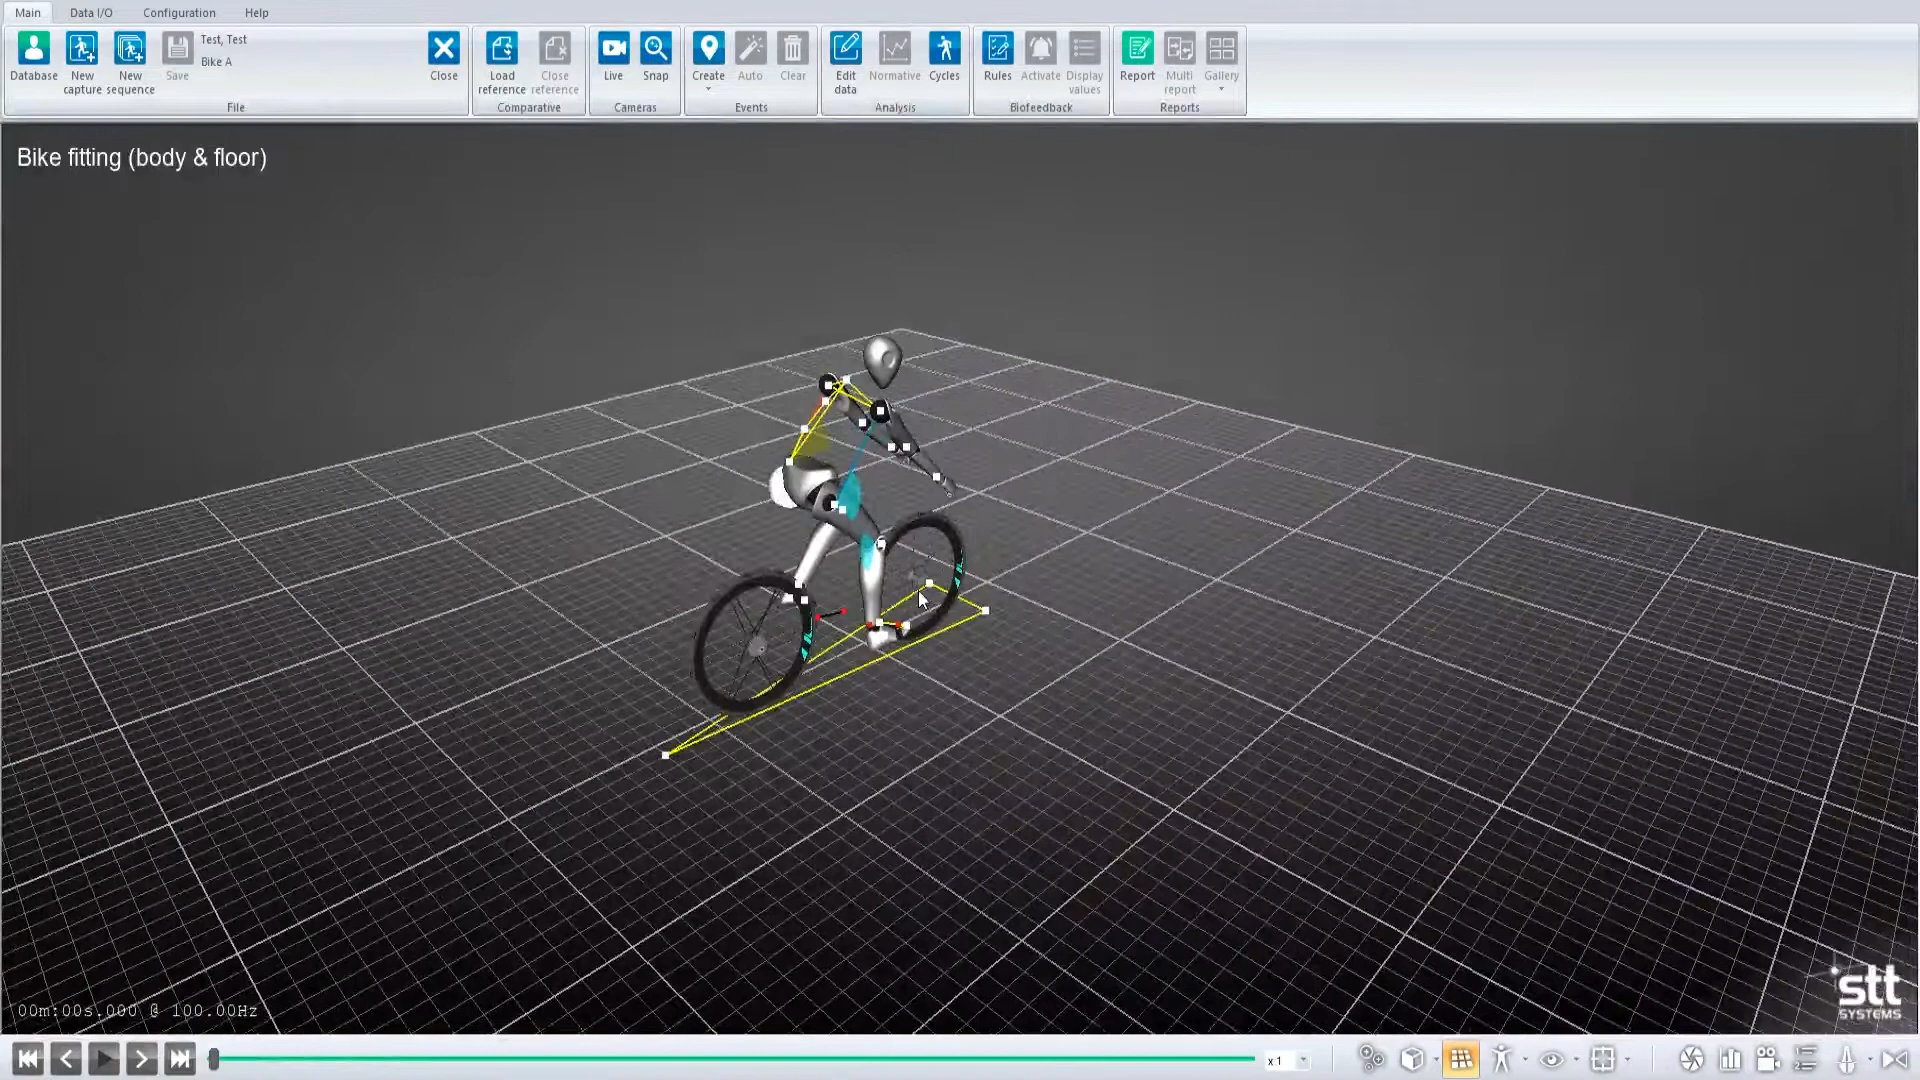 Main Data I/O Configuration Help
Test, Test
Bike A
Database New capture New sequence Save Close
Load reference Close reference
Live Snap
Create Auto Clear
Edit data Normative Cycles
Rules Activate Display values
Report Multi report Gallery
File Comparative Cameras Events Analysis Biofeedback Reports
Bike fitting (body & floor)
stt
SYSTEMS
00m:00s.000 @ 100.00Hz
x 1